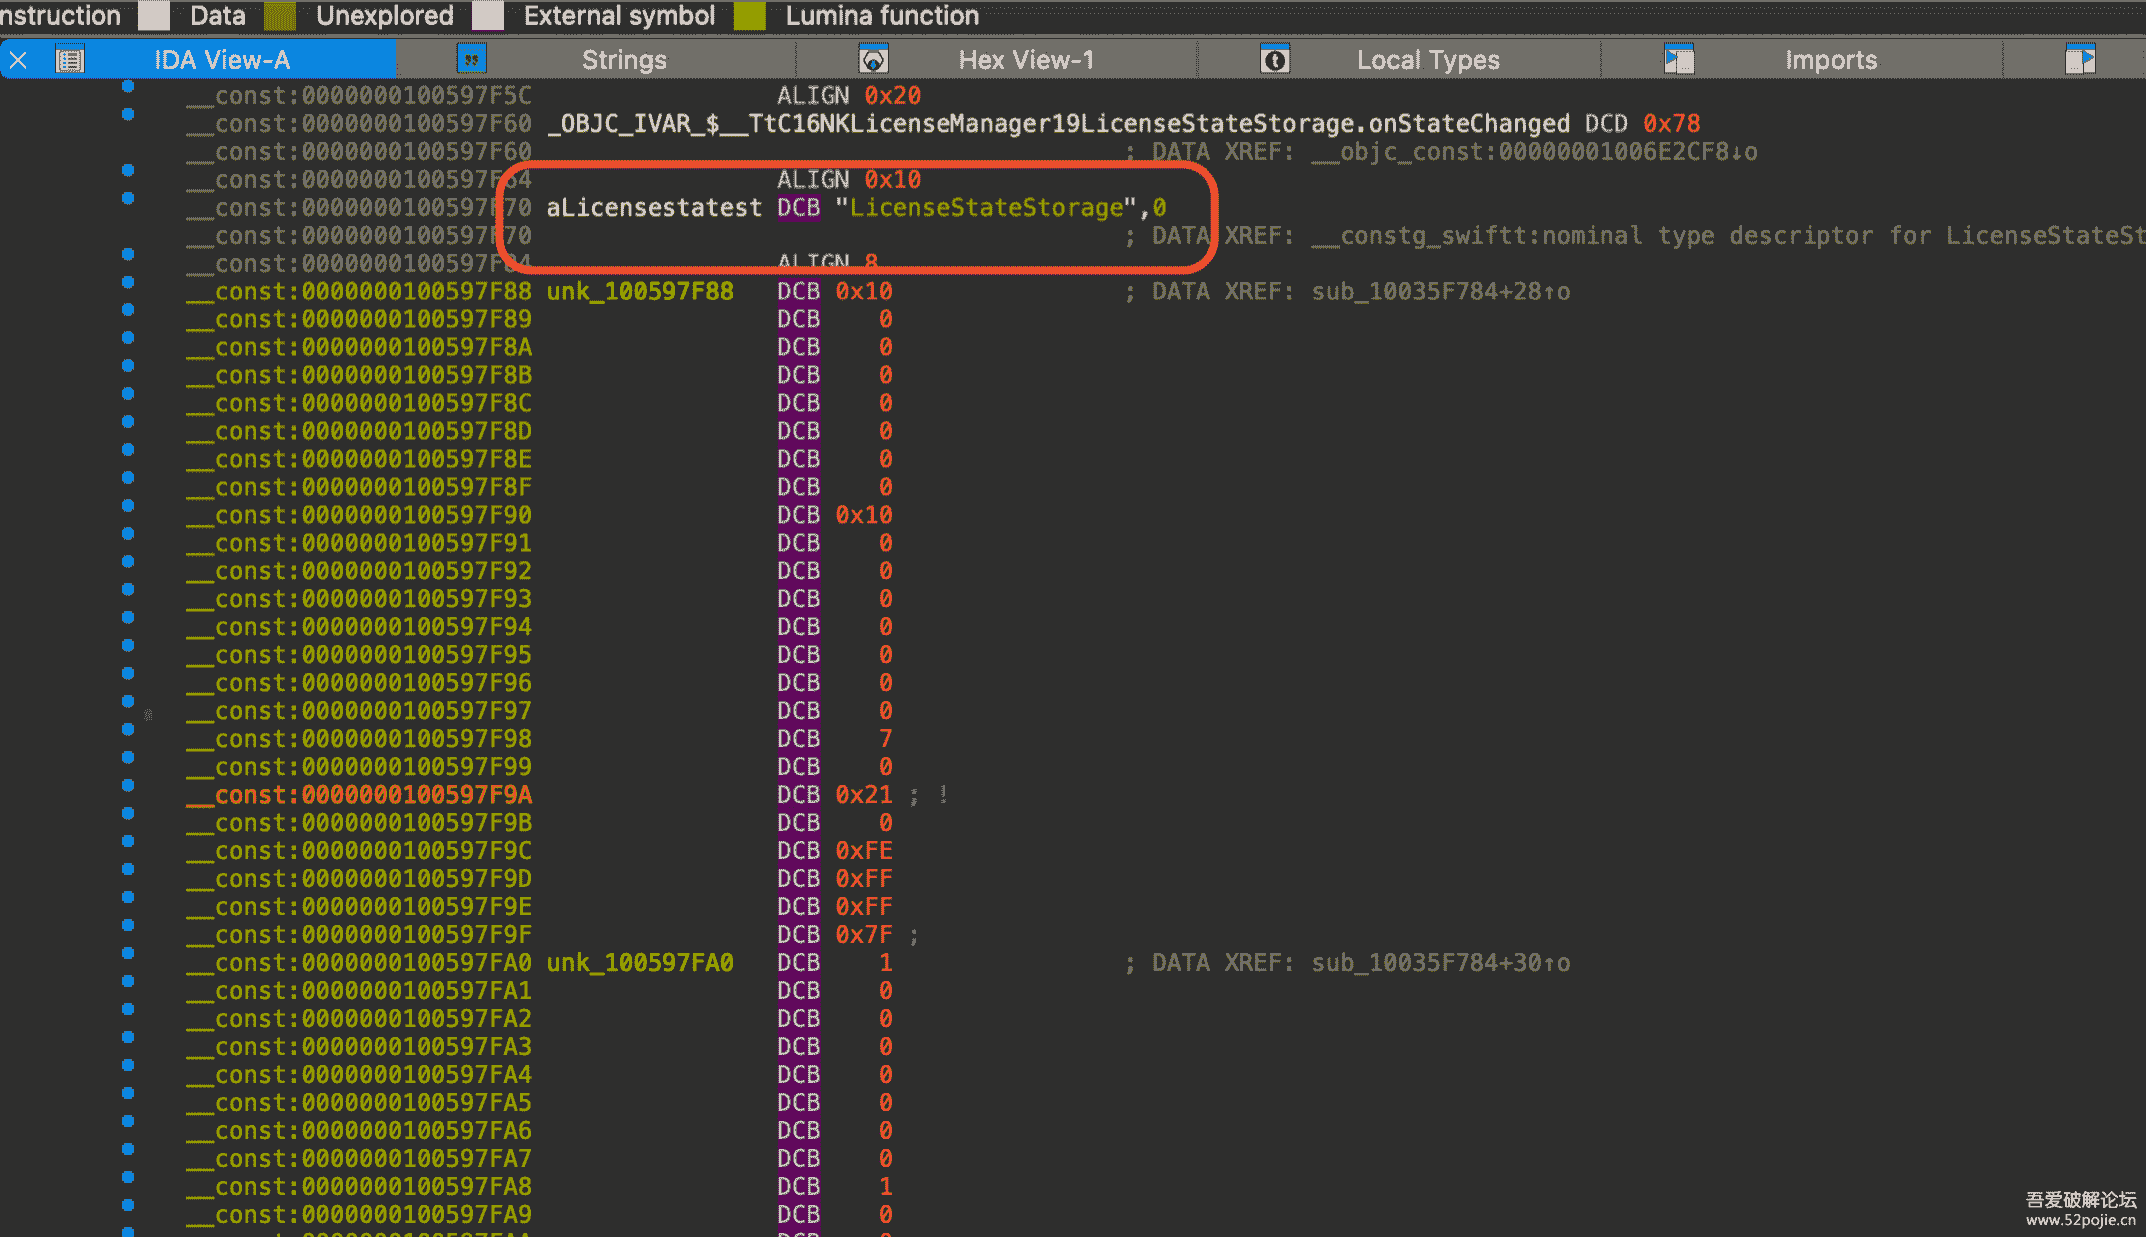 nstruction Data Unexplored External symbol Lumina function
IDA View-A Strings Hex View-1 Local Types Imports
__const:0000000100597F5C ALIGN 0x20
__const:0000000100597F60 _OBJC_IVAR_$__TtC16NKLicenseManager19LicenseStateStorage.onStateChanged DCD 0x78
__const:0000000100597F60 ; DATA XREF: __objc_const:00000001006E2CF8↓o
__const:0000000100597F64 ALIGN 0x10
__const:0000000100597F70 aLicensestatest DCB "LicenseStateStorage",0
__const:0000000100597F70 ; DATA XREF: __constg_swiftt:nominal type descriptor for LicenseStateSt
__const:0000000100597F84 ALIGN 8
__const:0000000100597F88 unk_100597F88 DCB 0x10 ; DATA XREF: sub_10035F784+28↑o
__const:0000000100597F89 DCB 0
__const:0000000100597F8A DCB 0
__const:0000000100597F8B DCB 0
__const:0000000100597F8C DCB 0
__const:0000000100597F8D DCB 0
__const:0000000100597F8E DCB 0
__const:0000000100597F8F DCB 0
__const:0000000100597F90 DCB 0x10
__const:0000000100597F91 DCB 0
__const:0000000100597F92 DCB 0
__const:0000000100597F93 DCB 0
__const:0000000100597F94 DCB 0
__const:0000000100597F95 DCB 0
__const:0000000100597F96 DCB 0
__const:0000000100597F97 DCB 0
__const:0000000100597F98 DCB 7
__const:0000000100597F99 DCB 0
__const:0000000100597F9A DCB 0x21 ; !
__const:0000000100597F9B DCB 0
__const:0000000100597F9C DCB 0xFE
__const:0000000100597F9D DCB 0xFF
__const:0000000100597F9E DCB 0xFF
__const:0000000100597F9F DCB 0x7F ;
__const:0000000100597FA0 unk_100597FA0 DCB 1 ; DATA XREF: sub_10035F784+30↑o
__const:0000000100597FA1 DCB 0
__const:0000000100597FA2 DCB 0
__const:0000000100597FA3 DCB 0
__const:0000000100597FA4 DCB 0
__const:0000000100597FA5 DCB 0
__const:0000000100597FA6 DCB 0
__const:0000000100597FA7 DCB 0
__const:0000000100597FA8 DCB 1
__const:0000000100597FA9 DCB 0
吾爱破解论坛
www.52pojie.cn